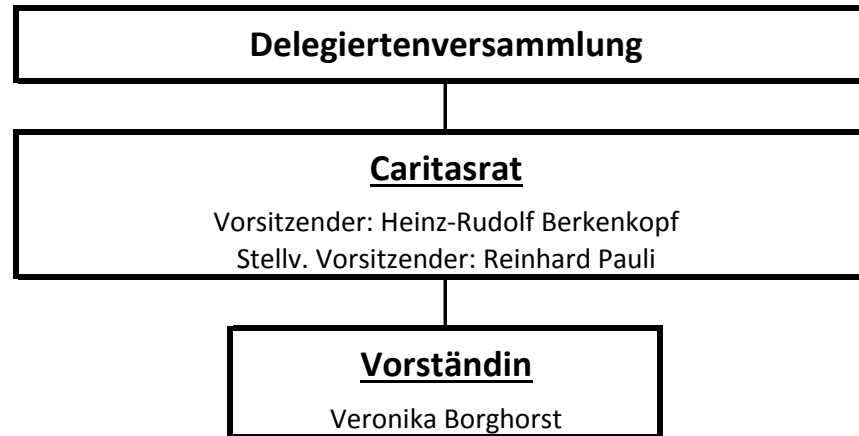 Delegiertenversammlung
Caritasrat
Vorsitzender: Heinz-Rudolf Berkenkopf
Stellv. Vorsitzender: Reinhard Pauli
Vorständin
Veronika Borghorst